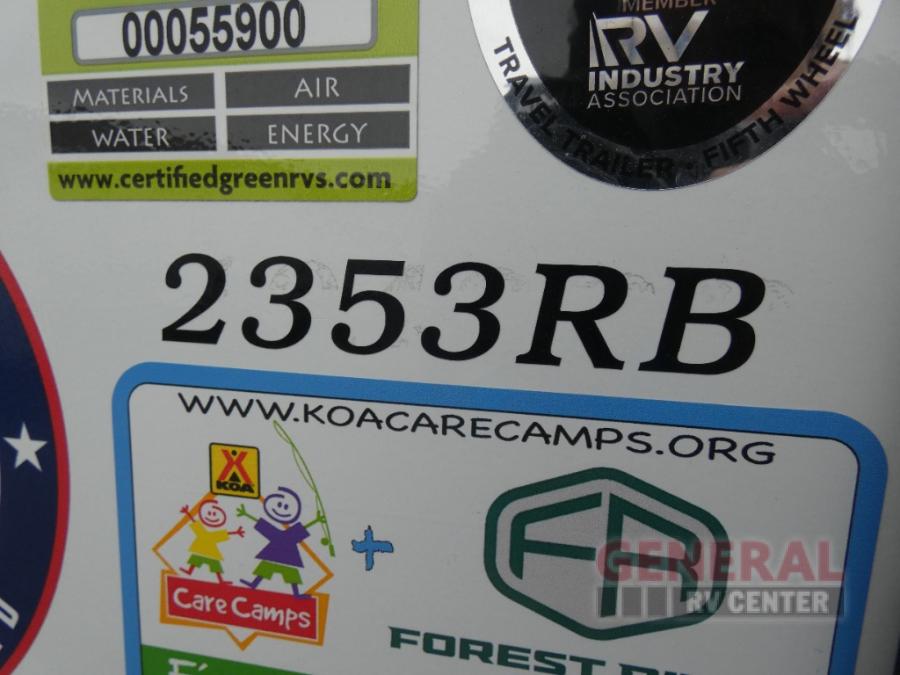 00055900
MATERIALS AIR
WATER ENERGY
www.certifiedgreenrvs.com
MEMBER
RV
INDUSTRY
ASSOCIATION
TRAVEL TRAILER - FIFTH WHEEL
2353RB
WWW.KOACARECAMPS.ORG
KOA
Care Camps
+
FR
FOREST
GENERAL
RV CENTER